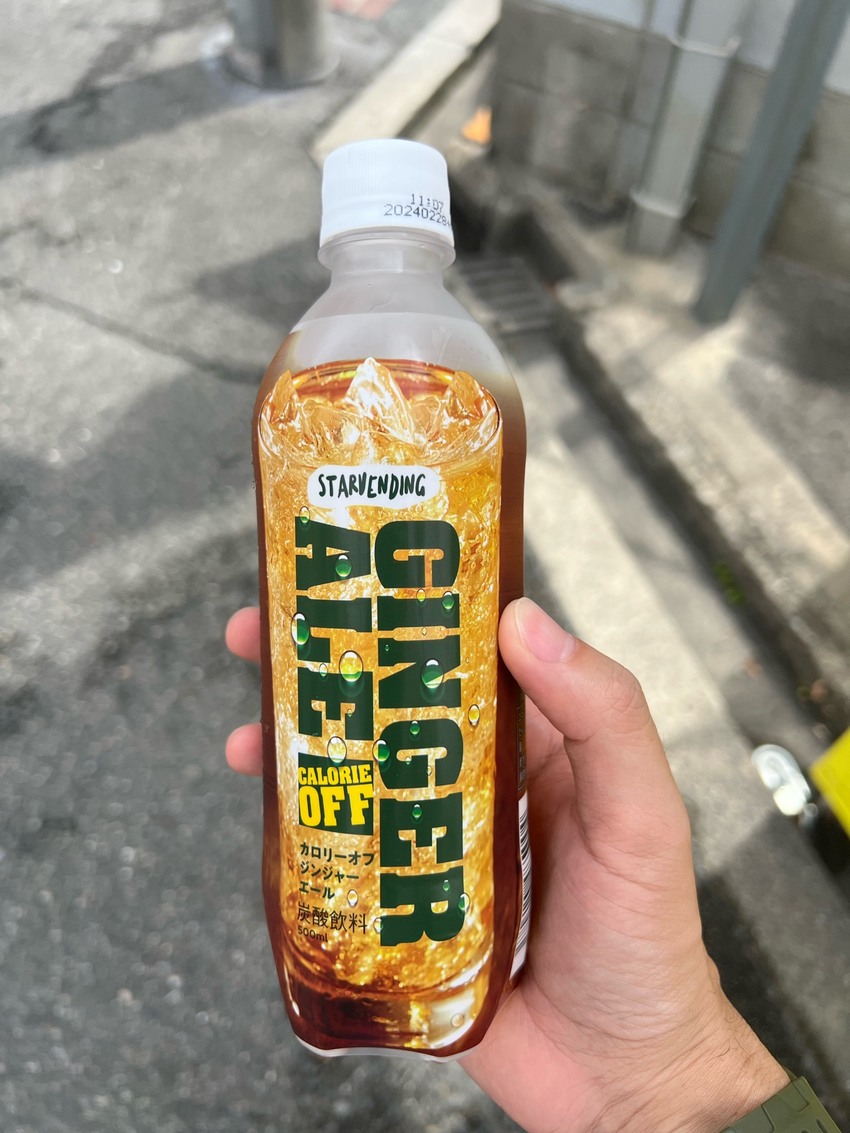 11:07
20240228
STARVENDING
GINGER
ALE
CALORIE
OFF
カロリーオフ
ジンジャー
エール
炭酸飲料
500ml